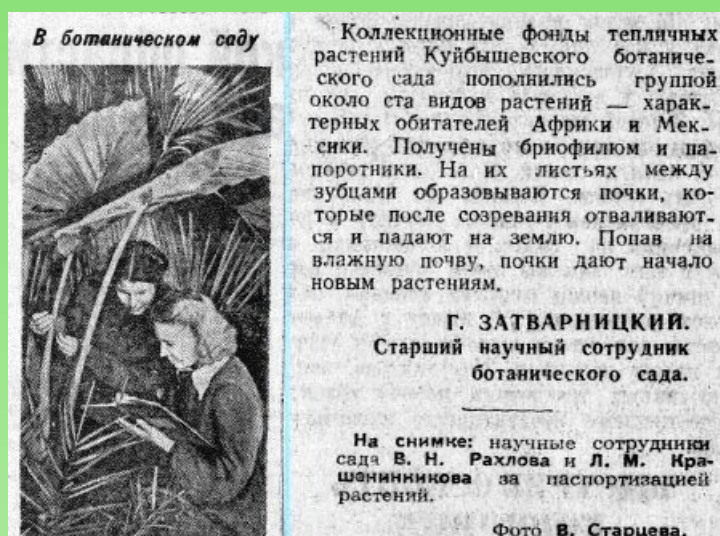 В ботаническом саду
Коллекционные фонды тепличных
растений Куйбышевского ботаниче-
ского сада пополнились группой
около ста видов растений — харак-
терных обитателей Африки и Мек-
сики. Получены бриофилюм и па-
поротники. На их листьях между
зубцами образовываются почки, ко-
торые после созревания отваливают-
ся и падают на землю. Попав на
влажную почву, почки дают начало
новым растениям.
Г. ЗАТВАРНИЦКИЙ.
Старший научный сотрудник
ботанического сада.
На снимке: научные сотрудники
сада В. Н. Рахлова и Л. М. Кра-
шенинникова за паспортизацией
растений.
Фото В. Старцева.